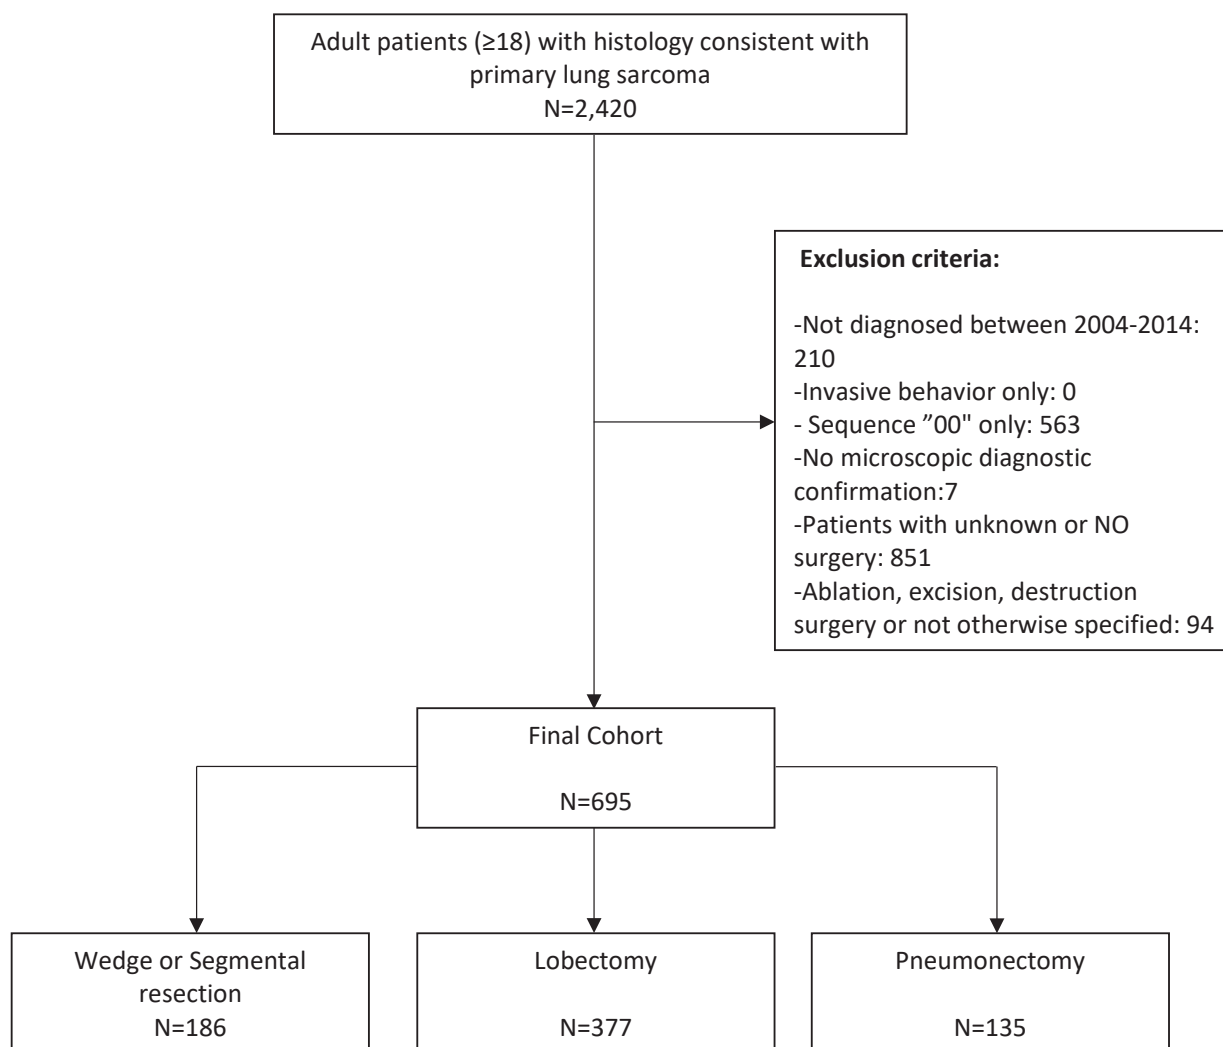 Adult patients (≥18) with histology consistent with
primary lung sarcoma
N=2,420
Exclusion criteria:
-Not diagnosed between 2004-2014:
210
-Invasive behavior only: 0
- Sequence ”00" only: 563
-No microscopic diagnostic
confirmation:7
-Patients with unknown or NO
surgery: 851
-Ablation, excision, destruction
surgery or not otherwise specified: 94
Final Cohort
N=695
Wedge or Segmental
resection
N=186
Lobectomy
N=377
Pneumonectomy
N=135